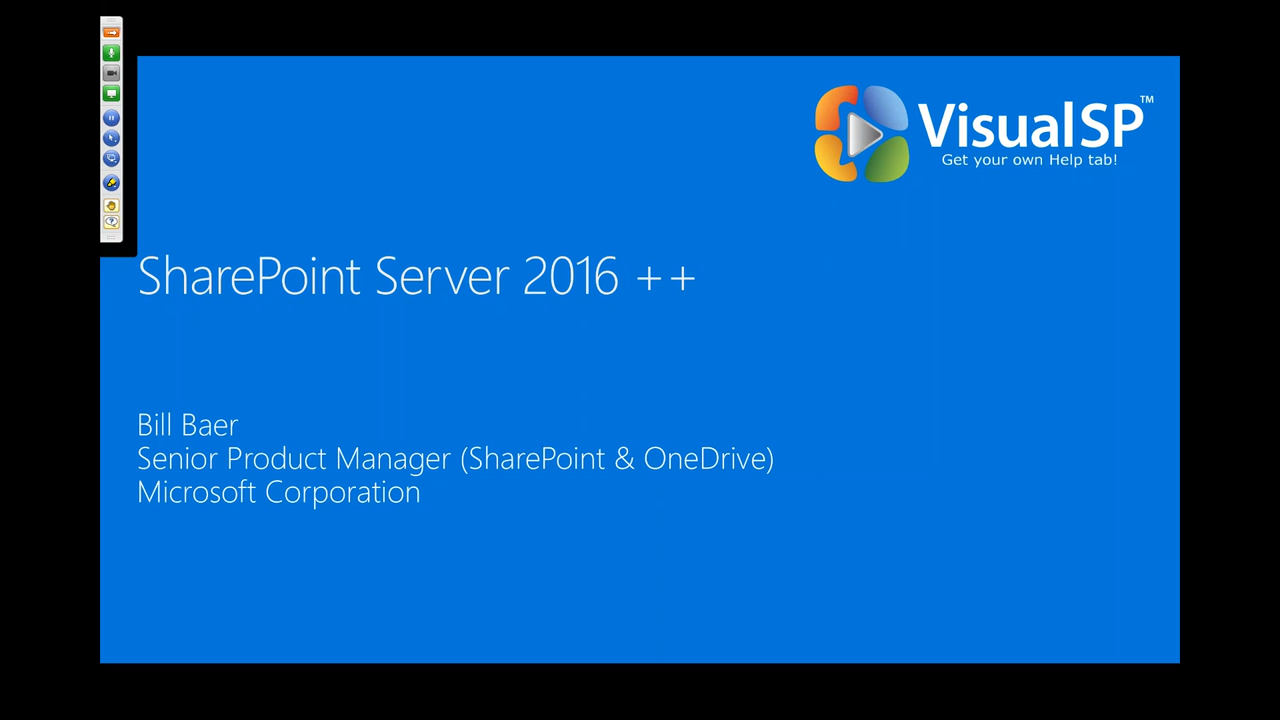 VisualSP™
Get your own Help tab!
SharePoint Server 2016 ++
Bill Baer
Senior Product Manager (SharePoint & OneDrive)
Microsoft Corporation